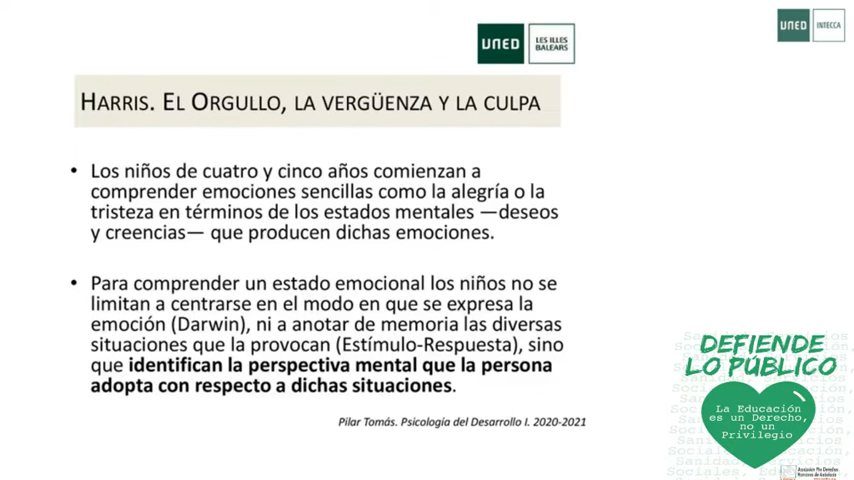 UNED
LES ILLES
BALEARS
UNED
INTECCA
HARRIS. EL ORGULLO, LA VERGÜENZA Y LA CULPA
• Los niños de cuatro y cinco años comienzan a
comprender emociones sencillas como la alegría o la
tristeza en términos de los estados mentales —deseos
y creencias— que producen dichas emociones.
• Para comprender un estado emocional los niños no se
limitan a centrarse en el modo en que se expresa la
emoción (Darwin), ni a anotar de memoria las diversas
situaciones que la provocan (Estímulo-Respuesta), sino
que identifican la perspectiva mental que la persona
adopta con respecto a dichas situaciones.
Pilar Tomás. Psicología del Desarrollo I. 2020-2021
DEFIENDE
LO PÚBLICO
La Educación
es un Derecho,
no un
Privilegio